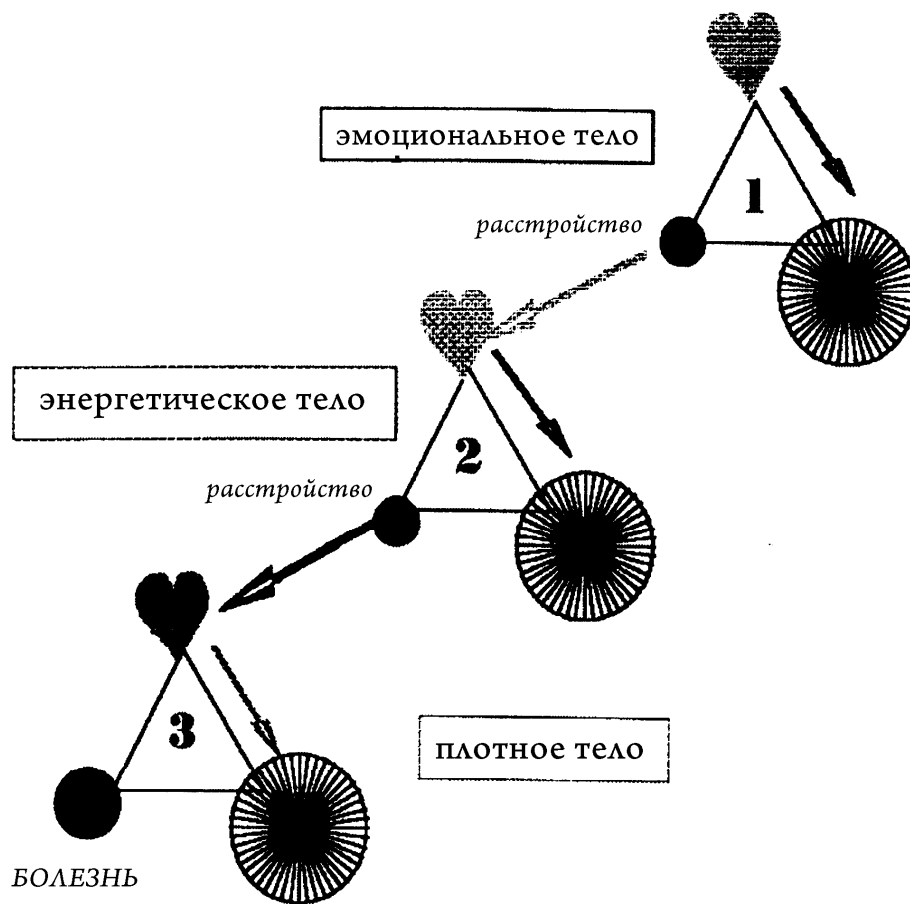 эмоциональное тело
1
расстройство
энергетическое тело
2
расстройство
3
плотное тело
БОЛЕЗНЬ